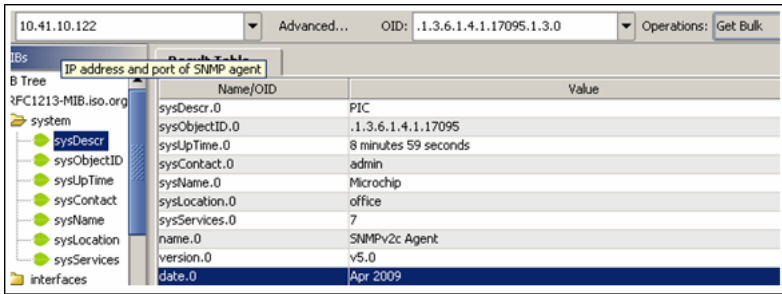 10.41.10.122 Advanced... OID: .1.3.6.1.4.1.17095.1.3.0 Operations: Get Bulk
IBs
IP address and port of SNMP agent
B Tree
RFC1213-MIB.iso.org
system
sysDescr
sysObjectID
sysUpTime
sysContact
sysName
sysLocation
sysServices
interfaces
Result Table
Name/OID Value
sysDescr.0 PIC
sysObjectID.0 .1.3.6.1.4.1.17095
sysUpTime.0 8 minutes 59 seconds
sysContact.0 admin
sysName.0 Microchip
sysLocation.0 office
sysServices.0 7
name.0 SNMPv2c Agent
version.0 v5.0
date.0 Apr 2009